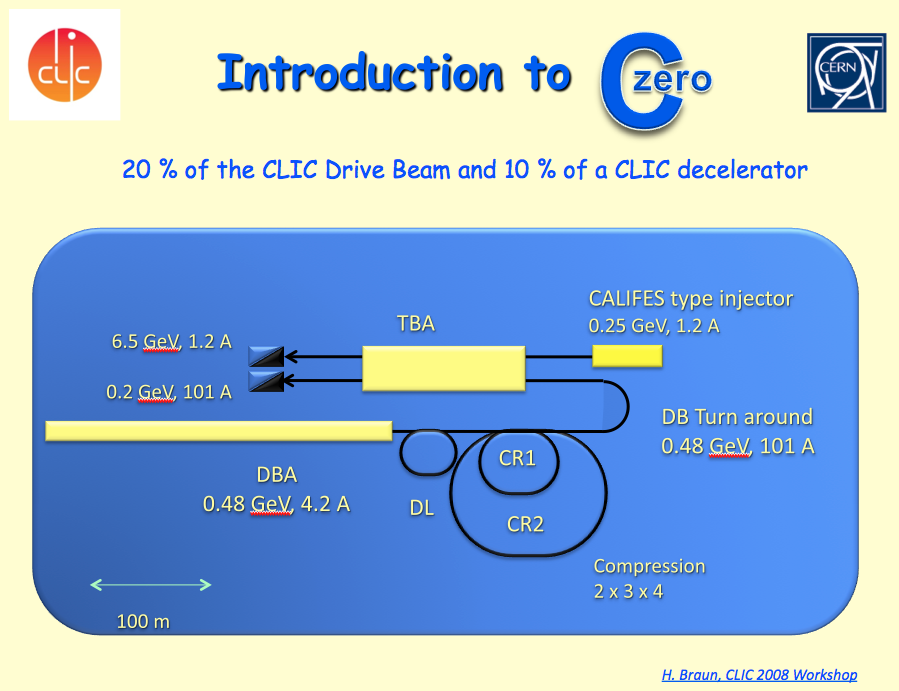 clic
Introduction to C zero
CERN
20 % of the CLIC Drive Beam and 10 % of a CLIC decelerator
CALIFES type injector
0.25 GeV, 1.2 A
TBA
6.5 GeV, 1.2 A
0.2 GeV, 101 A
DB Turn around
0.48 GeV, 101 A
CR1
DBA
0.48 GeV, 4.2 A
DL
CR2
Compression
2 x 3 x 4
100 m
H. Braun, CLIC 2008 Workshop